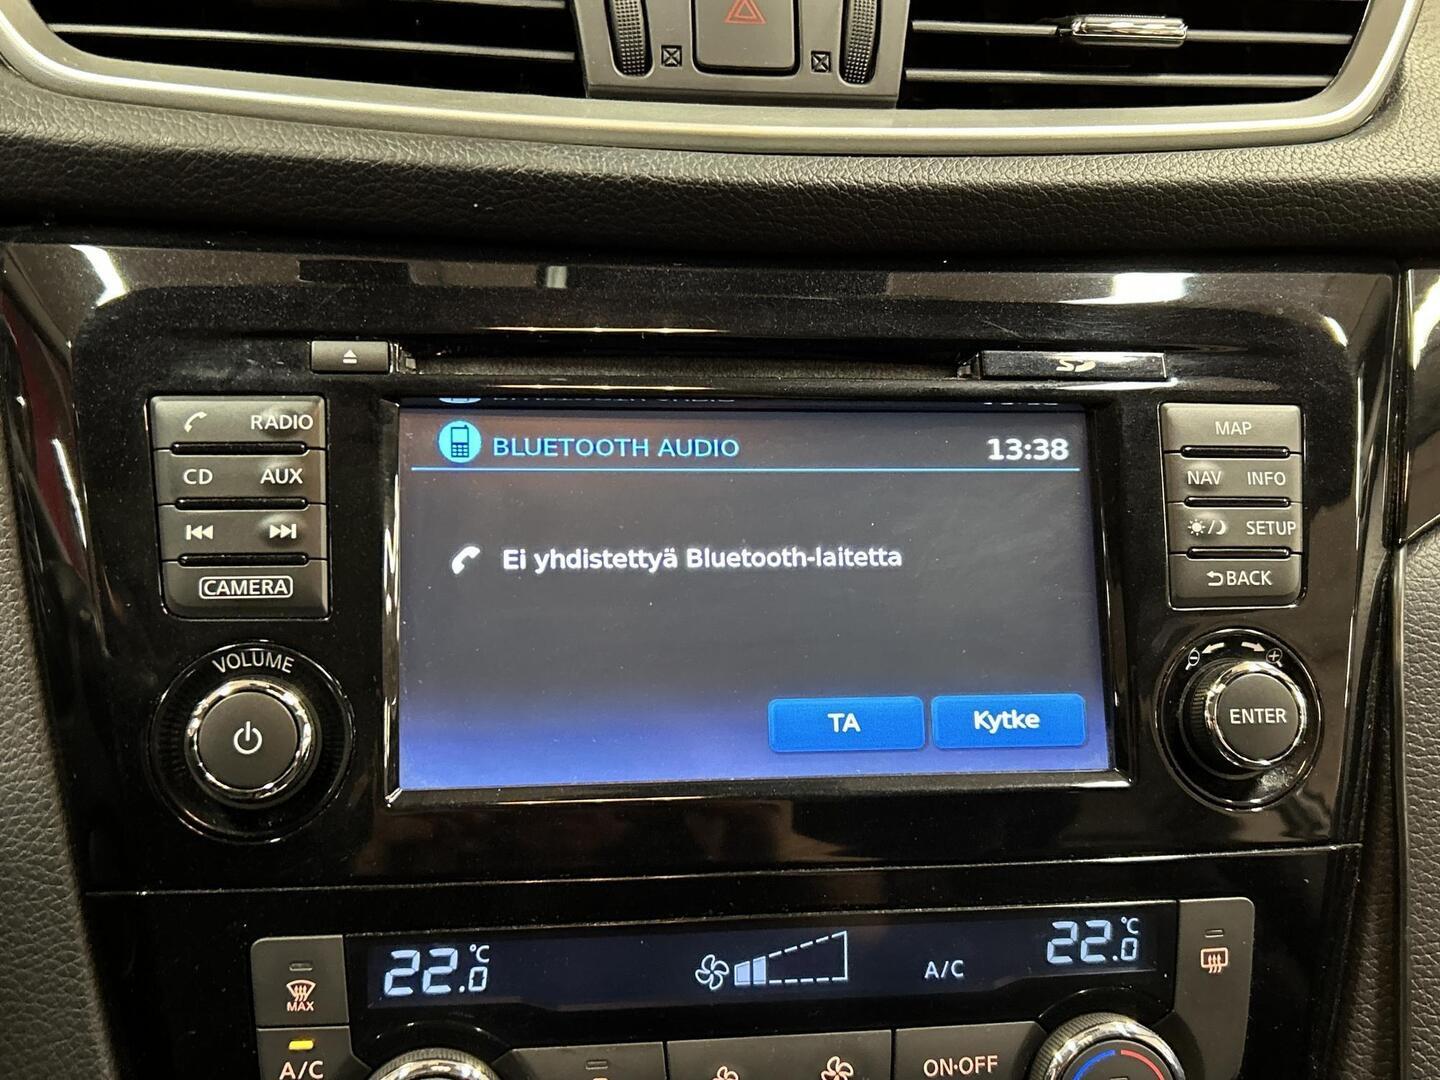 RADIO
CD AUX
CAMERA
VOLUME
SD
BLUETOOTH AUDIO 13:38
Ei yhdistettyä Bluetooth-laitetta
TA Kytke
MAP
NAV INFO
SETUP
BACK
ENTER
22.0 °C A/C 22.0 °C
MAX
A/C
ON·OFF